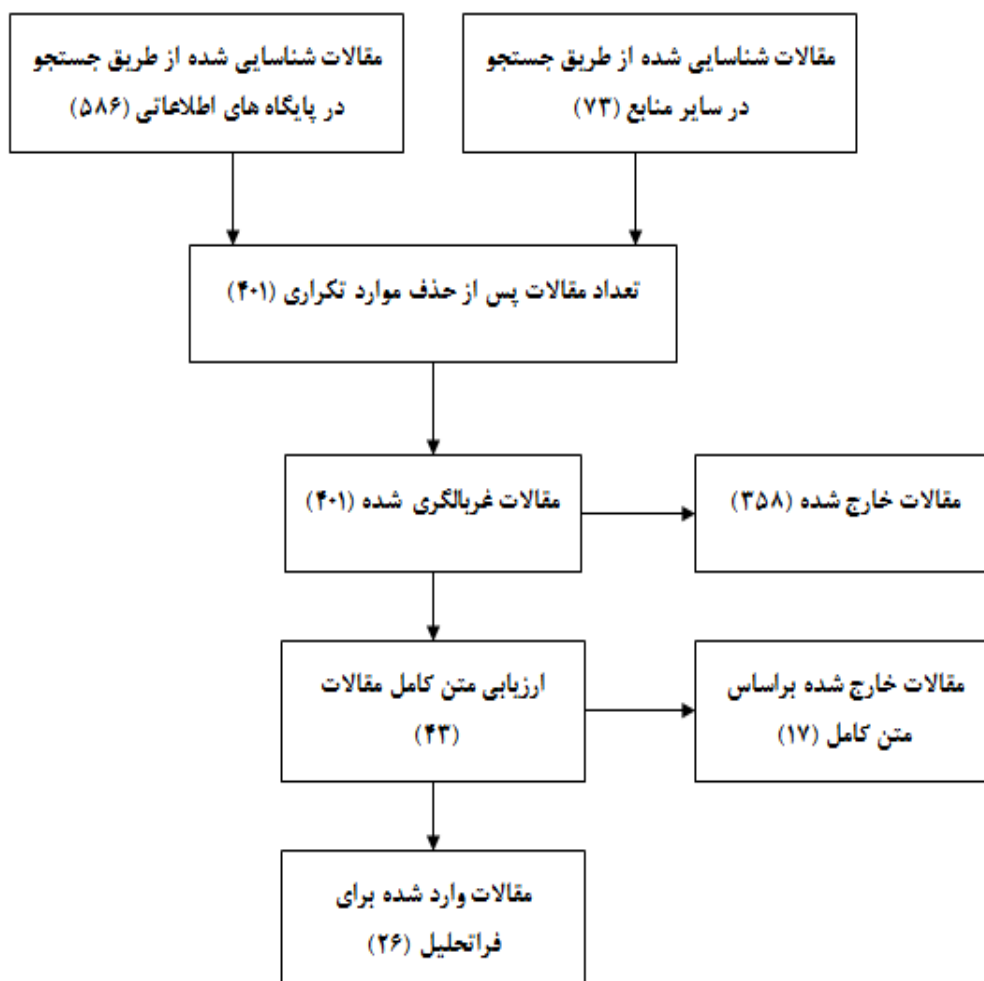 مقالات شناسایی شده از طریق جستجو
در سایر منابع (۷۳)
مقالات شناسایی شده از طریق جستجو
در پایگاه های اطلاعاتی (۵۸۶)
تعداد مقالات پس از حذف موارد تکراری (۴۰۱)
مقالات غربالگری شده (۴۰۱)
مقالات خارج شده (۳۵۸)
ارزیابی متن کامل مقالات
(۴۳)
مقالات خارج شده براساس
متن کامل (۱۷)
مقالات وارد شده برای
فراتحلیل (۲۶)